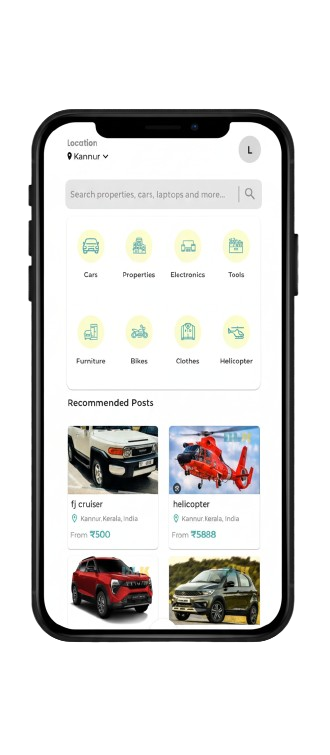 Location
Kannur
L
Search properties, cars, laptops and more...
Cars Properties Electronics Tools
Furniture Bikes Clothes Helicopter
Recommended Posts
fj cruiser
Kannur,Kerala, India
From ₹500
helicopter
Kannur,Kerala, India
From ₹5888